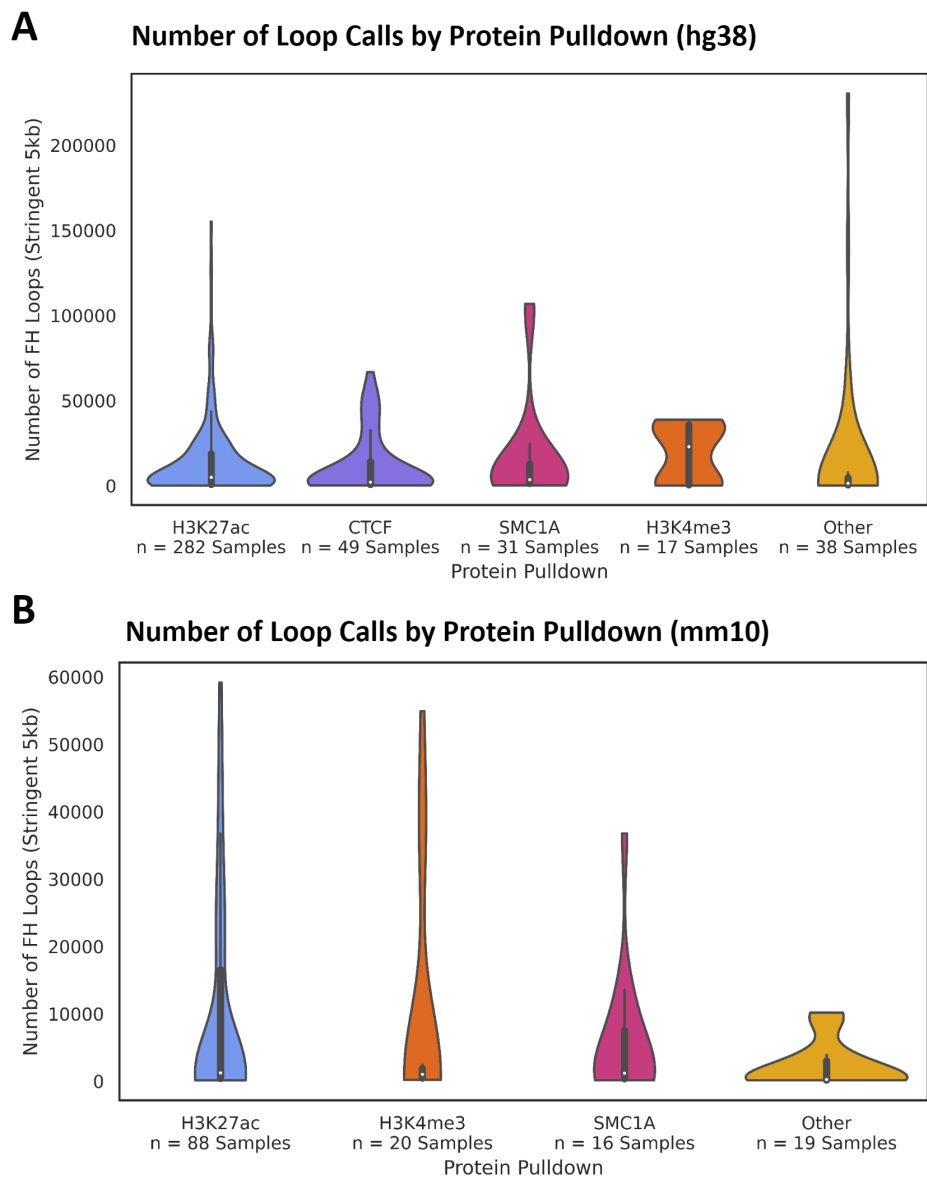 A
Number of Loop Calls by Protein Pulldown (hg38)
Number of FH Loops (Stringent 5kb)
200000
150000
100000
50000
0
H3K27ac CTCF SMC1A H3K4me3 Other
n = 282 Samples n = 49 Samples n = 31 Samples n = 17 Samples n = 38 Samples
Protein Pulldown
B
Number of Loop Calls by Protein Pulldown (mm10)
Number of FH Loops (Stringent 5kb)
60000
50000
40000
30000
20000
10000
0
H3K27ac H3K4me3 SMC1A Other
n = 88 Samples n = 20 Samples n = 16 Samples n = 19 Samples
Protein Pulldown